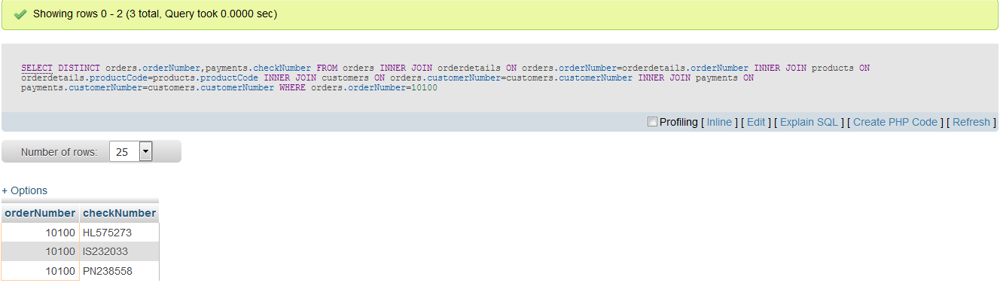 Showing rows 0 - 2 (3 total, Query took 0.0000 sec)
SELECT DISTINCT orders.orderNumber,payments.checkNumber FROM orders INNER JOIN orderdetails ON orders.orderNumber=orderdetails.orderNumber INNER JOIN products ON
orderdetails.productCode=products.productCode INNER JOIN customers ON orders.customerNumber=customers.customerNumber INNER JOIN payments ON
payments.customerNumber=customers.customerNumber WHERE orders.orderNumber=10100
Profiling [ Inline ] [ Edit ] [ Explain SQL ] [ Create PHP Code ] [ Refresh ]
Number of rows: 25
+ Options
orderNumber checkNumber
10100 HL575273
10100 IS232033
10100 PN238558